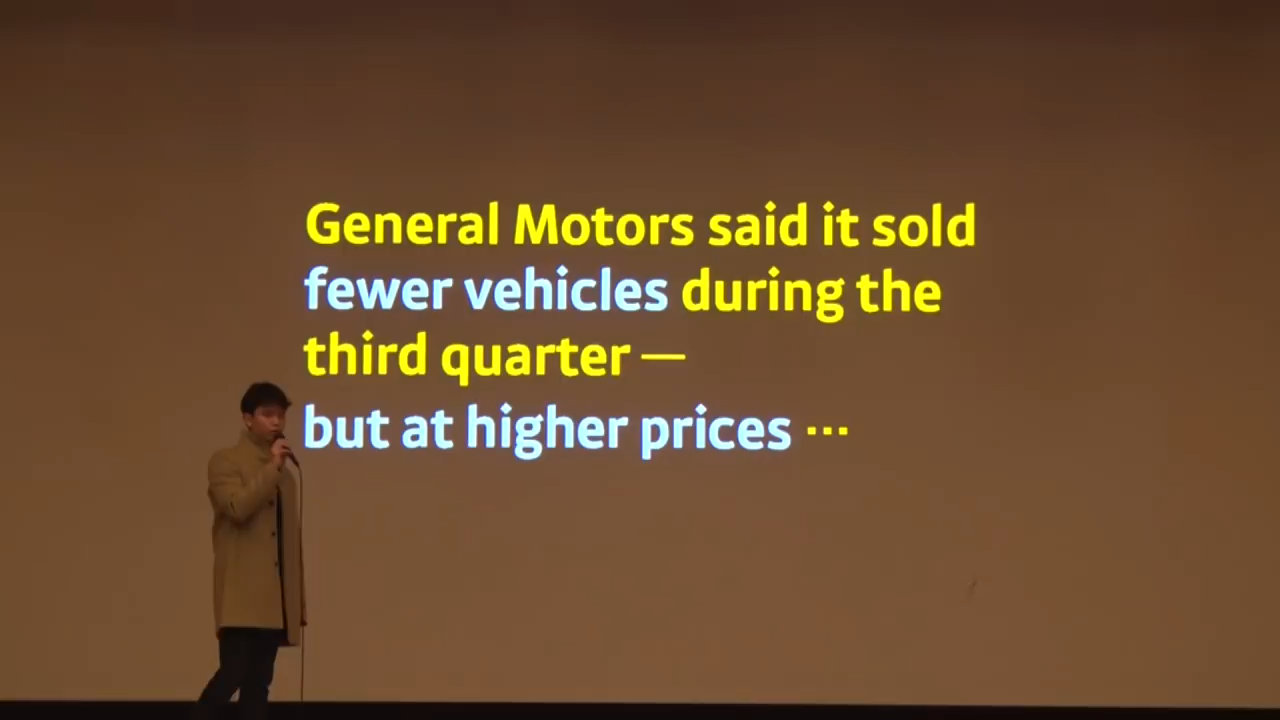 General Motors said it sold
fewer vehicles during the
third quarter —
but at higher prices ⋯